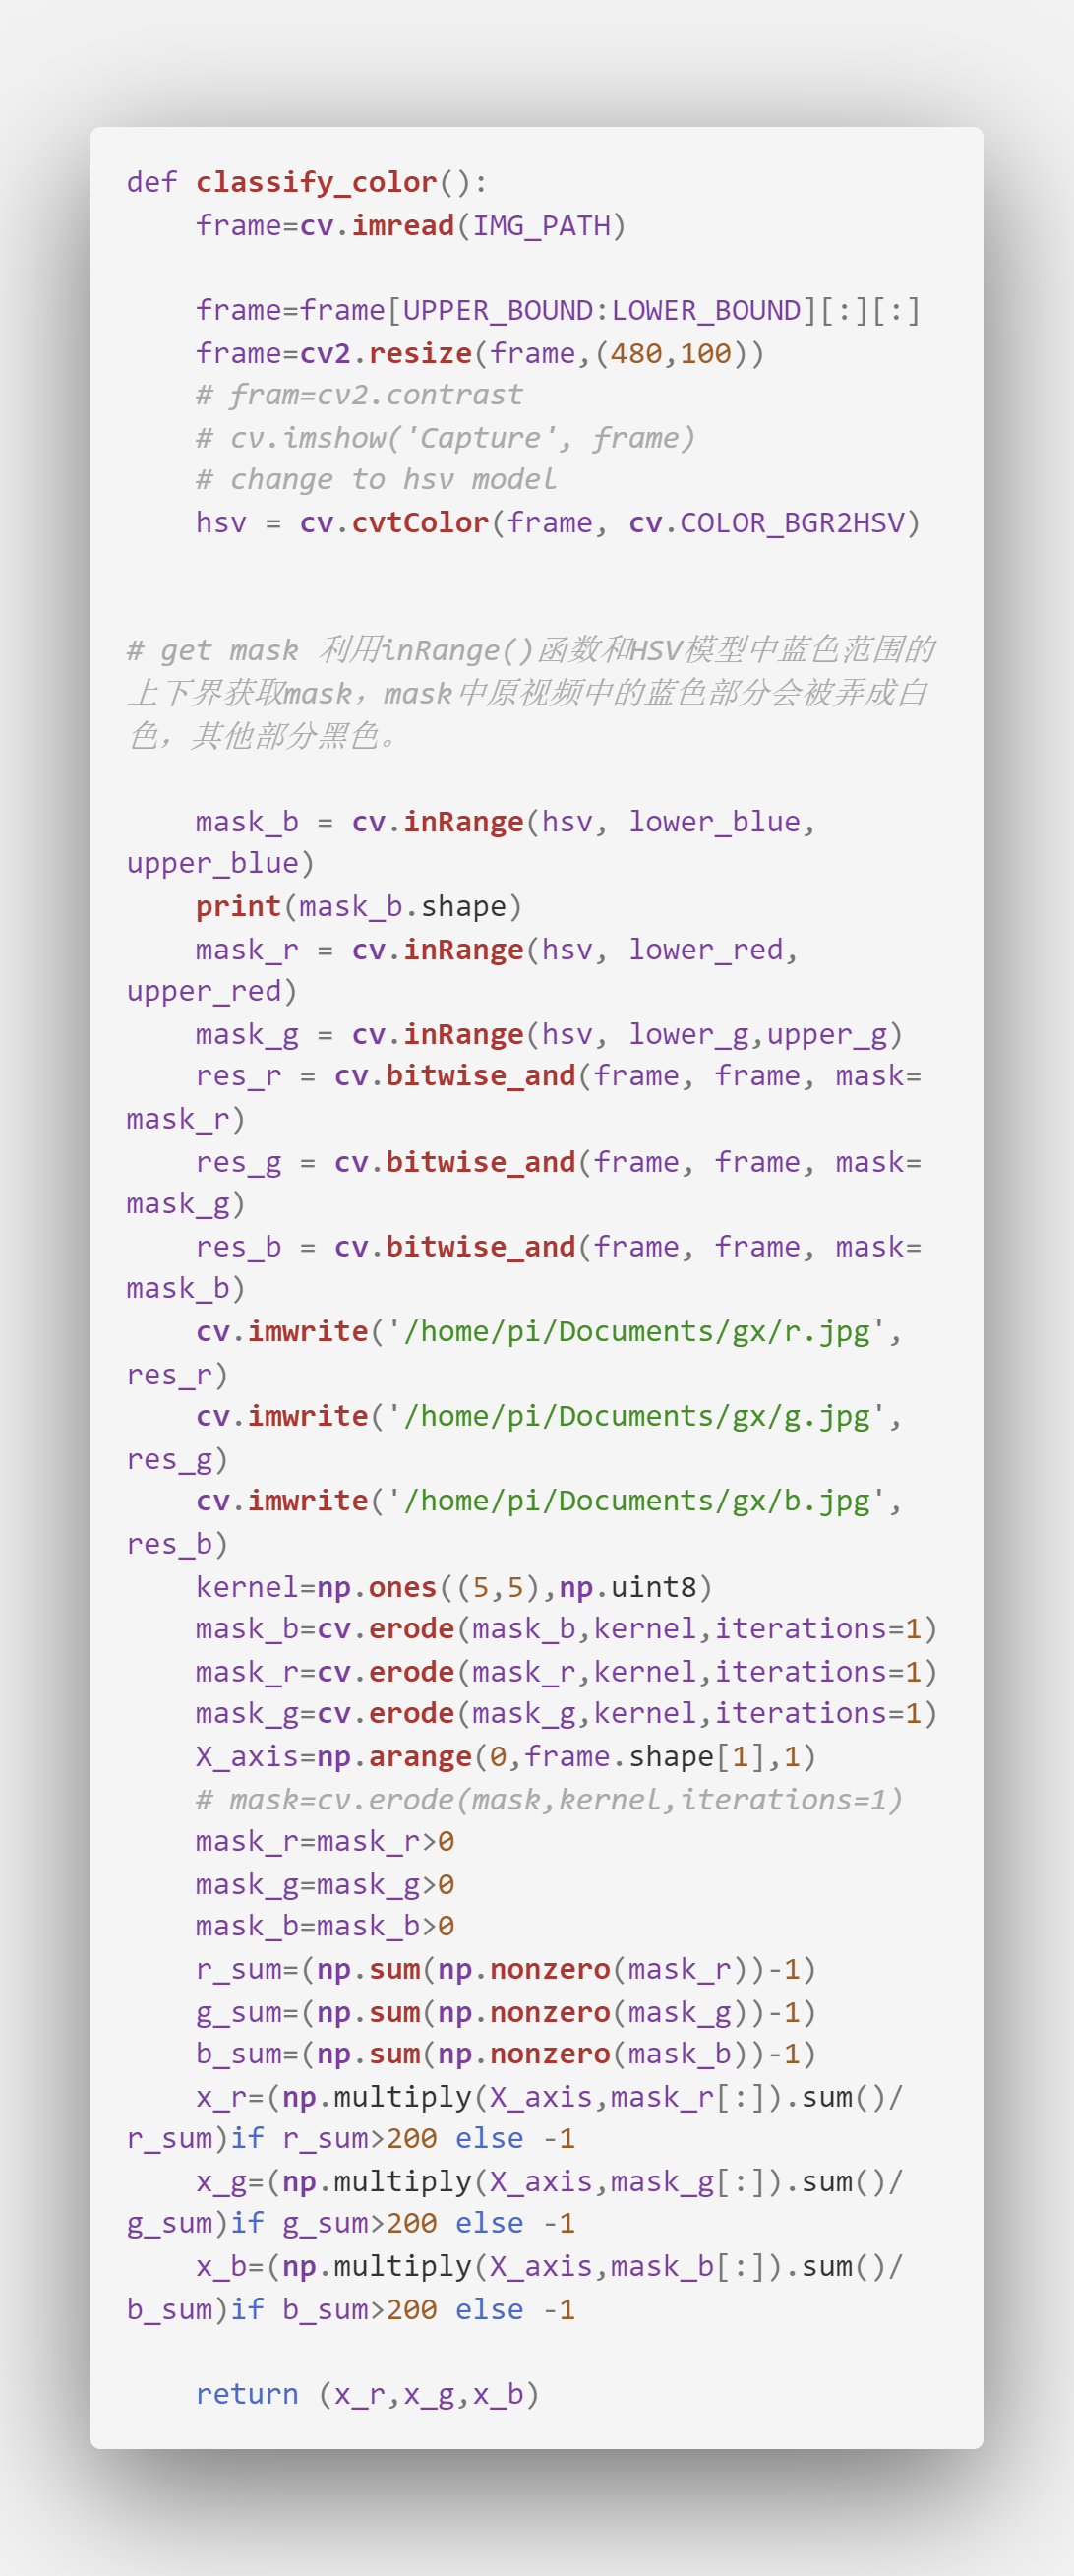 def classify_color():
    frame=cv.imread(IMG_PATH)
    frame=frame[UPPER_BOUND:LOWER_BOUND][:][:]
    frame=cv2.resize(frame,(480,100))
    # fram=cv2.contrast
    # cv.imshow('Capture', frame)
    # change to hsv model
    hsv = cv.cvtColor(frame, cv.COLOR_BGR2HSV)
# get mask 利用inRange()函数和HSV模型中蓝色范围的
上下界获取mask，mask中原视频中的蓝色部分会被弄成白
色，其他部分黑色。
    mask_b = cv.inRange(hsv, lower_blue,
upper_blue)
    print(mask_b.shape)
    mask_r = cv.inRange(hsv, lower_red,
upper_red)
    mask_g = cv.inRange(hsv, lower_g,upper_g)
    res_r = cv.bitwise_and(frame, frame, mask=
mask_r)
    res_g = cv.bitwise_and(frame, frame, mask=
mask_g)
    res_b = cv.bitwise_and(frame, frame, mask=
mask_b)
    cv.imwrite('/home/pi/Documents/gx/r.jpg',
res_r)
    cv.imwrite('/home/pi/Documents/gx/g.jpg',
res_g)
    cv.imwrite('/home/pi/Documents/gx/b.jpg',
res_b)
    kernel=np.ones((5,5),np.uint8)
    mask_b=cv.erode(mask_b,kernel,iterations=1)
    mask_r=cv.erode(mask_r,kernel,iterations=1)
    mask_g=cv.erode(mask_g,kernel,iterations=1)
    X_axis=np.arange(0,frame.shape[1],1)
    # mask=cv.erode(mask,kernel,iterations=1)
    mask_r=mask_r>0
    mask_g=mask_g>0
    mask_b=mask_b>0
    r_sum=(np.sum(np.nonzero(mask_r))-1)
    g_sum=(np.sum(np.nonzero(mask_g))-1)
    b_sum=(np.sum(np.nonzero(mask_b))-1)
    x_r=(np.multiply(X_axis,mask_r[:]).sum()/
r_sum)if r_sum>200 else -1
    x_g=(np.multiply(X_axis,mask_g[:]).sum()/
g_sum)if g_sum>200 else -1
    x_b=(np.multiply(X_axis,mask_b[:]).sum()/
b_sum)if b_sum>200 else -1
    return (x_r,x_g,x_b)